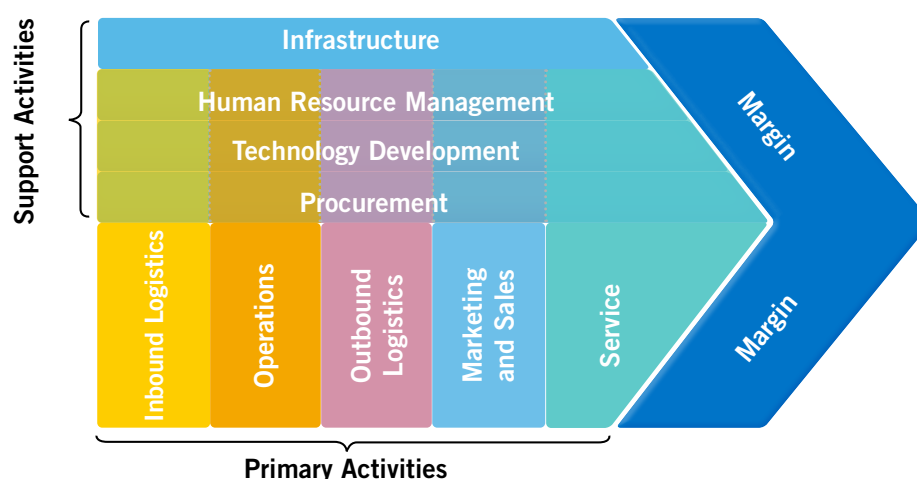 Support Activities
Infrastructure
Human Resource Management
Technology Development
Procurement
Inbound Logistics
Operations
Outbound
Logistics
Marketing
and Sales
Service
Margin
Margin
Primary Activities